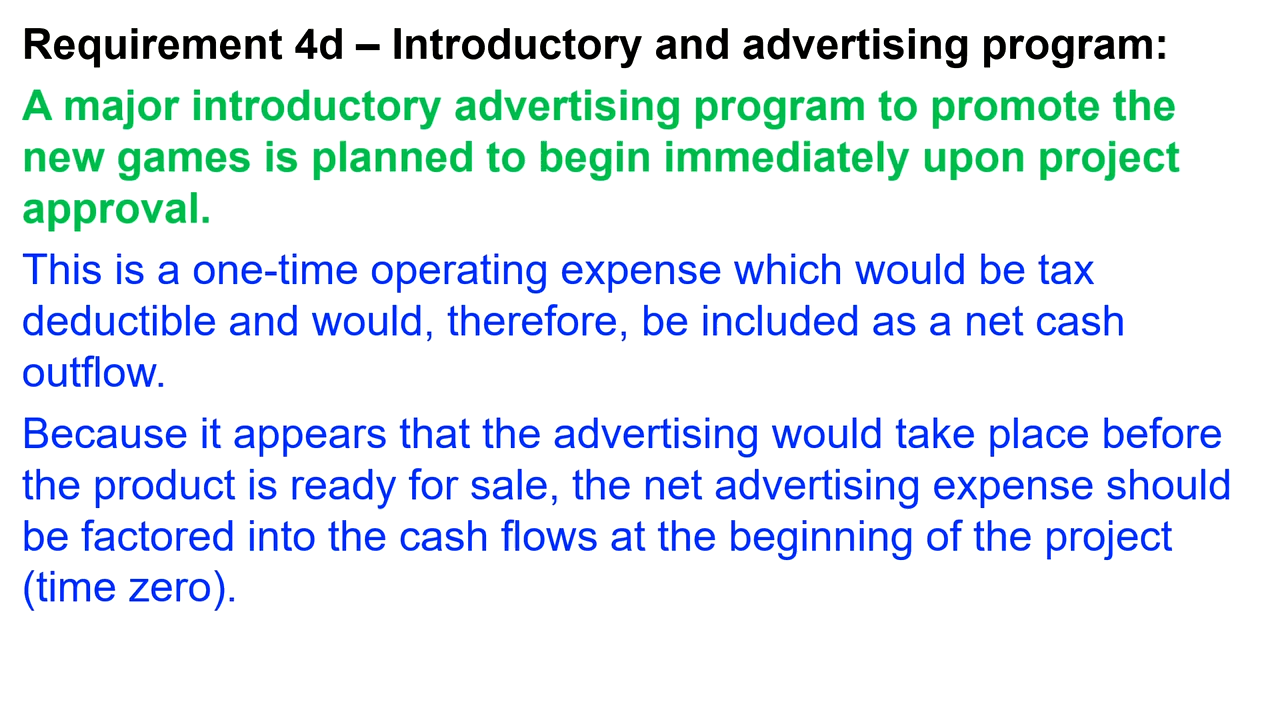 Requirement 4d – Introductory and advertising program:
A major introductory advertising program to promote the
new games is planned to begin immediately upon project
approval.
This is a one-time operating expense which would be tax
deductible and would, therefore, be included as a net cash
outflow.
Because it appears that the advertising would take place before
the product is ready for sale, the net advertising expense should
be factored into the cash flows at the beginning of the project
(time zero).